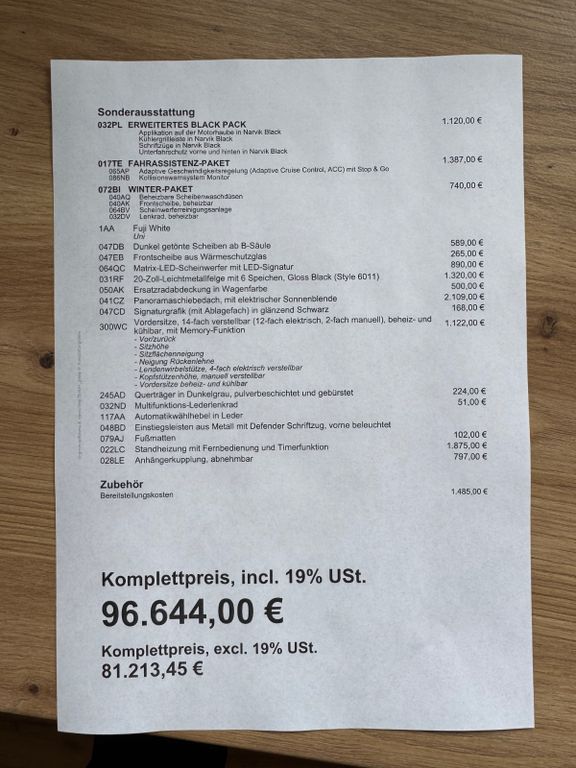 Sonderausstattung
032PL ERWEITERTES BLACK PACK 1.120,00 €
Applikation auf der Motorhaube in Narvik Black
Kühlergrillleiste in Narvik Black
Schriftzüge in Narvik Black
Unterfahrschutz vorne und hinten in Narvik Black
017TE FAHRASSISTENZ-PAKET 1.387,00 €
065AP Adaptive Geschwindigkeitsregelung (Adaptive Cruise Control, ACC) mit Stop & Go
086NB Kollisionswarnsystem Monitor
072BI WINTER-PAKET 740,00 €
040AQ Beheizbare Scheibenwaschdüsen
040AK Frontscheibe, beheizbar
064BV Scheinwerferreinigungsanlage
032DV Lenkrad, beheizbar
1AA Fuji White
Uni
047DB Dunkel getönte Scheiben ab B-Säule 589,00 €
047EB Frontscheibe aus Wärmeschutzglas 265,00 €
064QC Matrix-LED-Scheinwerfer mit LED-Signatur 890,00 €
031RF 20-Zoll-Leichtmetallfelge mit 6 Speichen, Gloss Black (Style 6011) 1.320,00 €
050AK Ersatzradabdeckung in Wagenfarbe 500,00 €
041CZ Panoramaschiebedach, mit elektrischer Sonnenblende 2.109,00 €
047CD Signaturgrafik (mit Ablagefach) in glänzend Schwarz 168,00 €
300WC Vordersitze, 14-fach verstellbar (12-fach elektrisch, 2-fach manuell), beheiz- und 1.122,00 €
kühlbar, mit Memory-Funktion
- Vor/zurück
- Sitzhöhe
- Sitzflächenneigung
- Neigung Rückenlehne
- Lendenwirbelstütze, 4-fach elektrisch verstellbar
- Kopfstützenhöhe, manuell verstellbar
- Vordersitze beheiz- und kühlbar
245AD Querträger in Dunkelgrau, pulverbeschichtet und gebürstet 224,00 €
032ND Multifunktions-Lederlenkrad 51,00 €
117AA Automatikwählhebel in Leder
048BD Einstiegsleisten aus Metall mit Defender Schriftzug, vorne beleuchtet
079AJ Fußmatten 102,00 €
022LC Standheizung mit Fernbedienung und Timerfunktion 1.875,00 €
028LE Anhängerkupplung, abnehmbar 797,00 €
Zubehör
Bereitstellungskosten 1.485,00 €
Komplettpreis, incl. 19% USt.
96.644,00 €
Komplettpreis, excl. 19% USt.
81.213,45 €